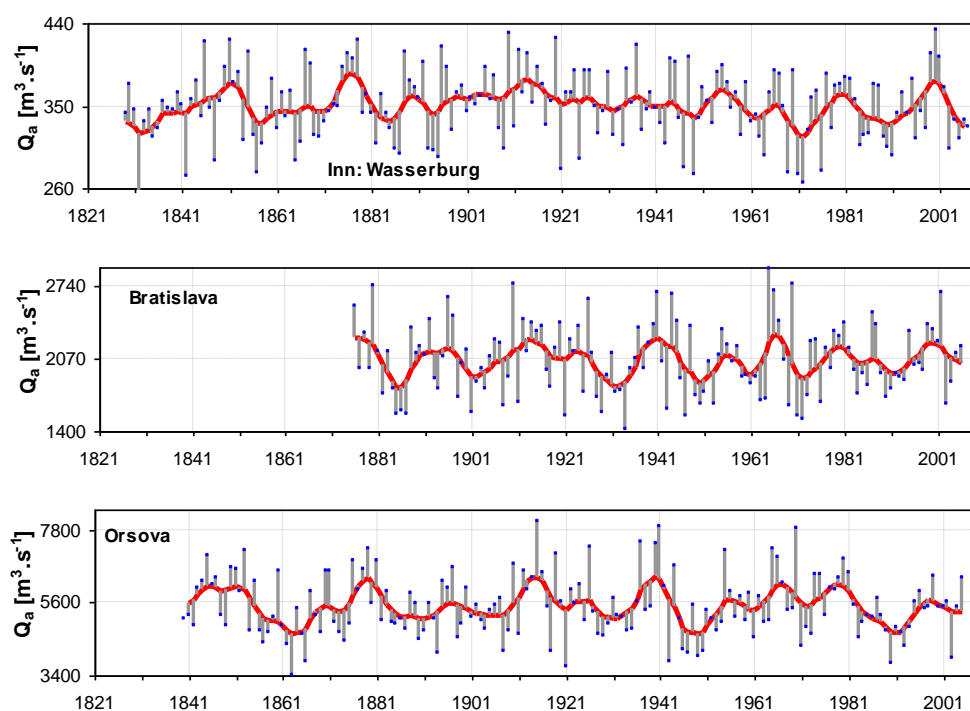 440
350
260
Qa [m³.s⁻¹]
Inn: Wasserburg
1821 1841 1861 1881 1901 1921 1941 1961 1981 2001
2740
2070
1400
Qa [m³.s⁻¹]
Bratislava
1821 1841 1861 1881 1901 1921 1941 1961 1981 2001
7800
5600
3400
Qa [m³.s⁻¹]
Orsova
1821 1841 1861 1881 1901 1921 1941 1961 1981 2001